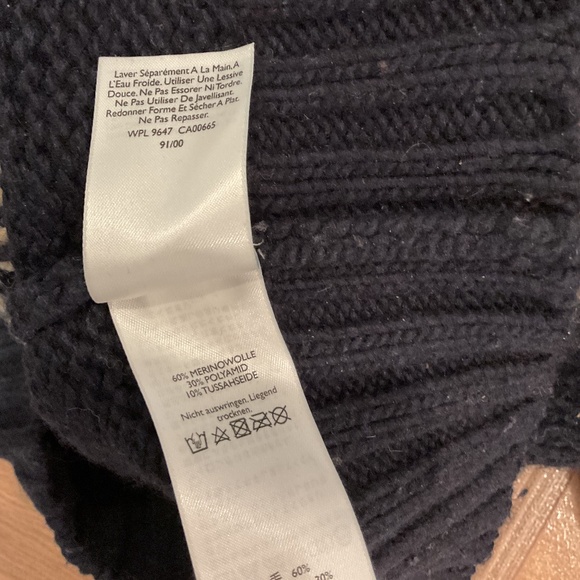 Laver Séparément A La Main, A
L'Eau Froide. Utiliser Une Lessive
Douce. Ne Pas Essorer Ni Tordre.
Ne Pas Utiliser De Javellisant.
Redonner Forme Et Sécher A Plat.
Ne Pas Repasser.
WPL 9647 CA00665
91/00
60% MERINOWOLLE
30% POLYAMID
10% TUSSAHSEIDE
Nicht auswringen. Liegend
trocknen.
毛 60%
30%